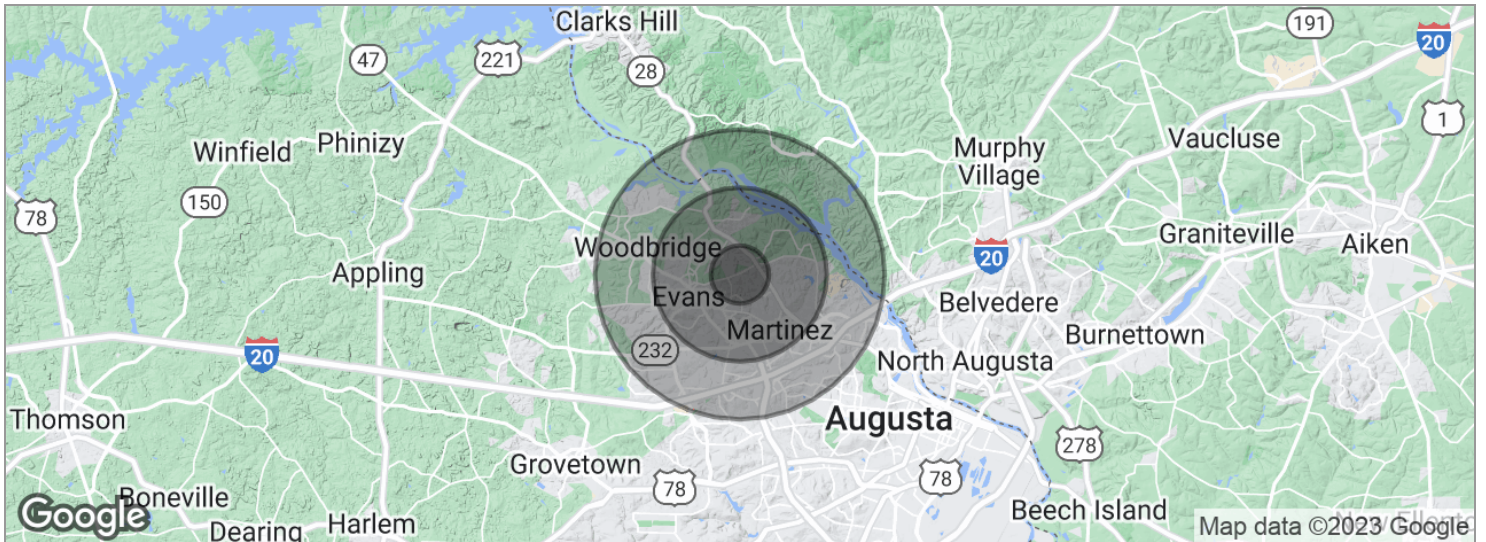 Clarks Hill
191
20
47
221
28
1
Winfield
Phinizy
Murphy
Village
Vaucluse
150
78
Woodbridge
Appling
20
Graniteville
Aiken
Evans
Martinez
Belvedere
Burnettown
20
232
North Augusta
Thomson
Augusta
Grovetown
78
78
278
Boneville
Google
Dearing
Harlem
Beech Island
Map data ©2023 Google